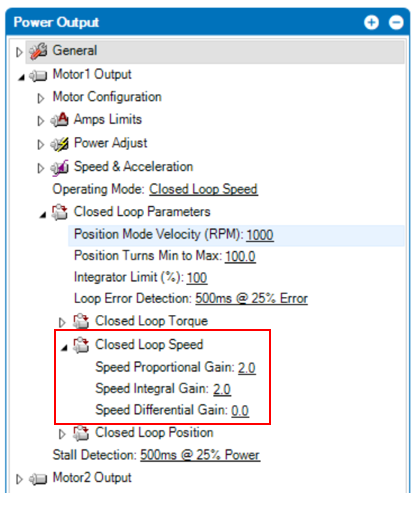 Power Output
General
Motor1 Output
Motor Configuration
Amps Limits
Power Adjust
Speed & Acceleration
Operating Mode: Closed Loop Speed
Closed Loop Parameters
Position Mode Velocity (RPM): 1000
Position Turns Min to Max: 100.0
Integrator Limit (%): 100
Loop Error Detection: 500ms @ 25% Error
Closed Loop Torque
Closed Loop Speed
Speed Proportional Gain: 2.0
Speed Integral Gain: 2.0
Speed Differential Gain: 0.0
Closed Loop Position
Stall Detection: 500ms @ 25% Power
Motor2 Output